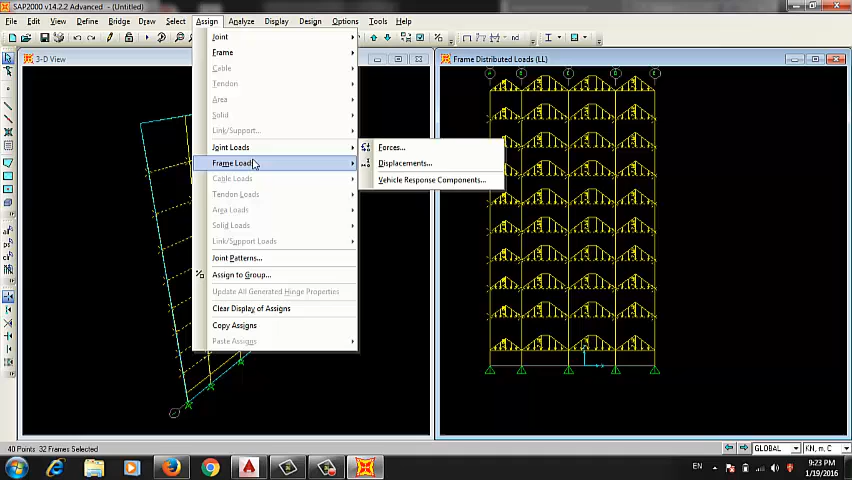 SAP2000 v14.2.2 Advanced - (Untitled)
File Edit View Define Bridge Draw Select Assign Analyze Display Design Options Tools Help
3-D View
Frame Distributed Loads (LL)
Joint
Frame
Cable
Tendon
Area
Solid
Link/Support...
Joint Loads
Frame Loads
Cable Loads
Tendon Loads
Area Loads
Solid Loads
Link/Support Loads
Joint Patterns...
Assign to Group...
Update All Generated Hinge Properties
Clear Display of Assigns
Copy Assigns
Paste Assigns
Forces...
Displacements...
Vehicle Response Components...
40 Points 32 Frames Selected
GLOBAL
KN, m, C
EN
9:23 PM
1/19/2016